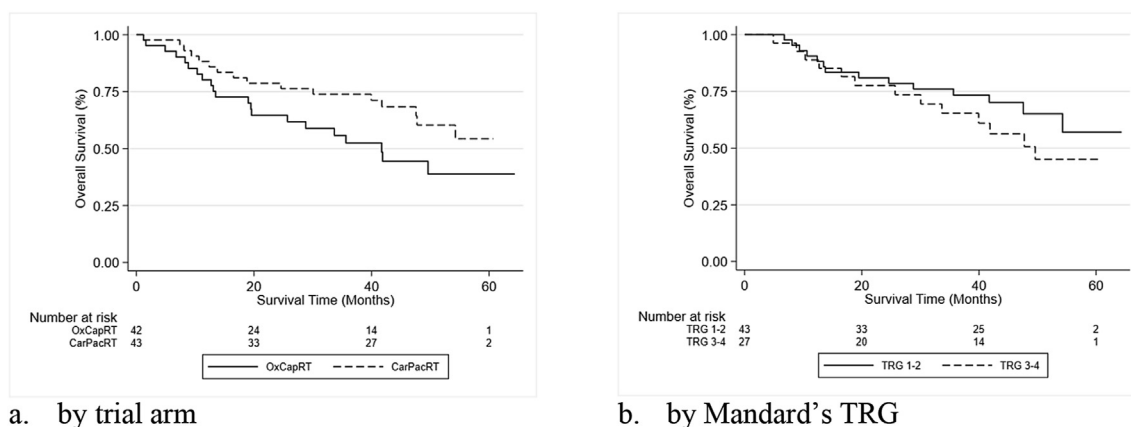 1.00
0.75
0.50
0.25
0.00
Overall Survival (%)
0 20 40 60
Survival Time (Months)
Number at risk
OxCapRT 42 24 14 1
CarPacRT 43 33 27 2
OxCapRT CarPacRT
a. by trial arm
1.00
0.75
0.50
0.25
0.00
Overall Survival (%)
0 20 40 60
Survival Time (Months)
Number at risk
TRG 1-2 43 33 25 2
TRG 3-4 27 20 14 1
TRG 1-2 TRG 3-4
b. by Mandard’s TRG